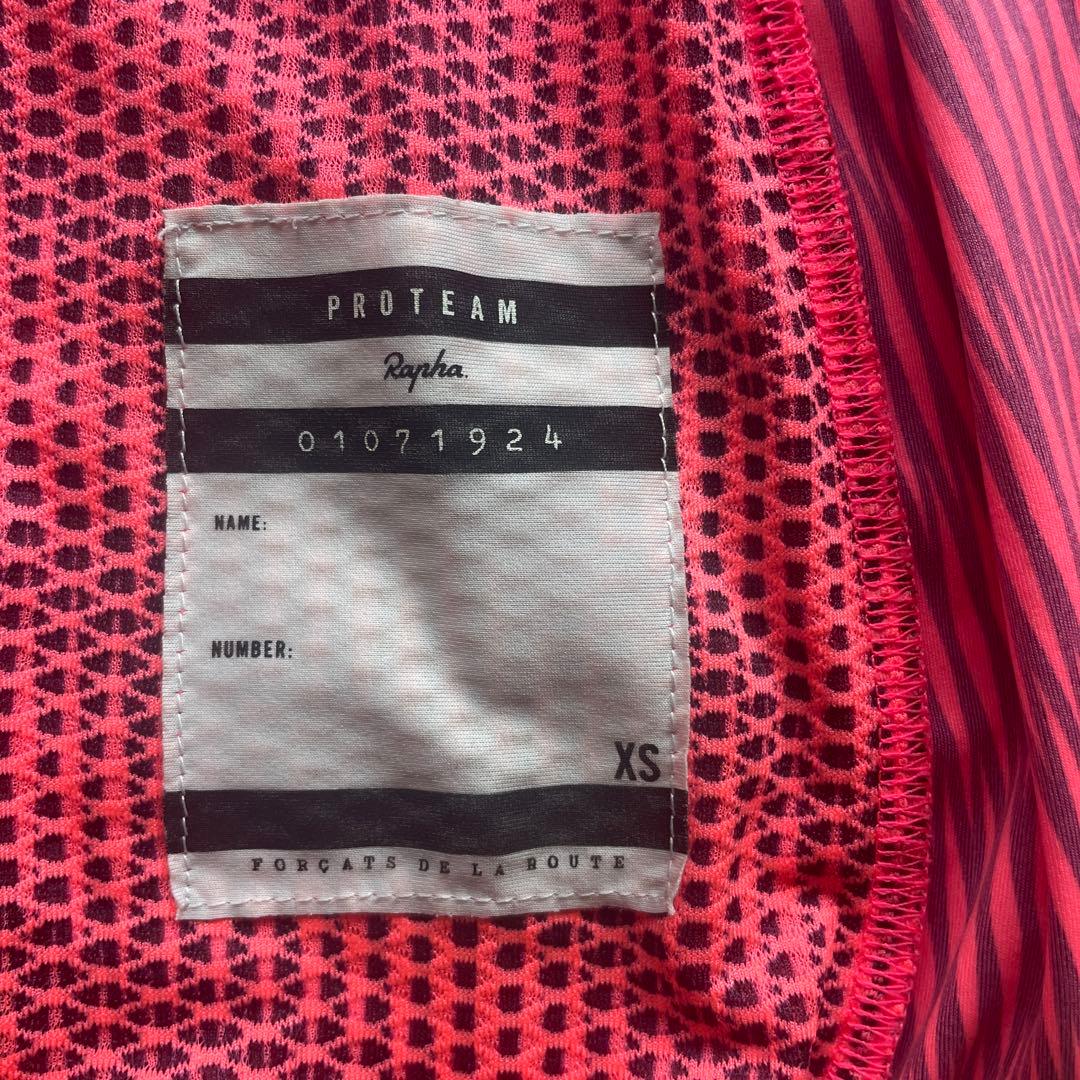 PROTEAM
Rapha.
01071924
NAME:
NUMBER:
XS
FORÇATS DE LA ROUTE